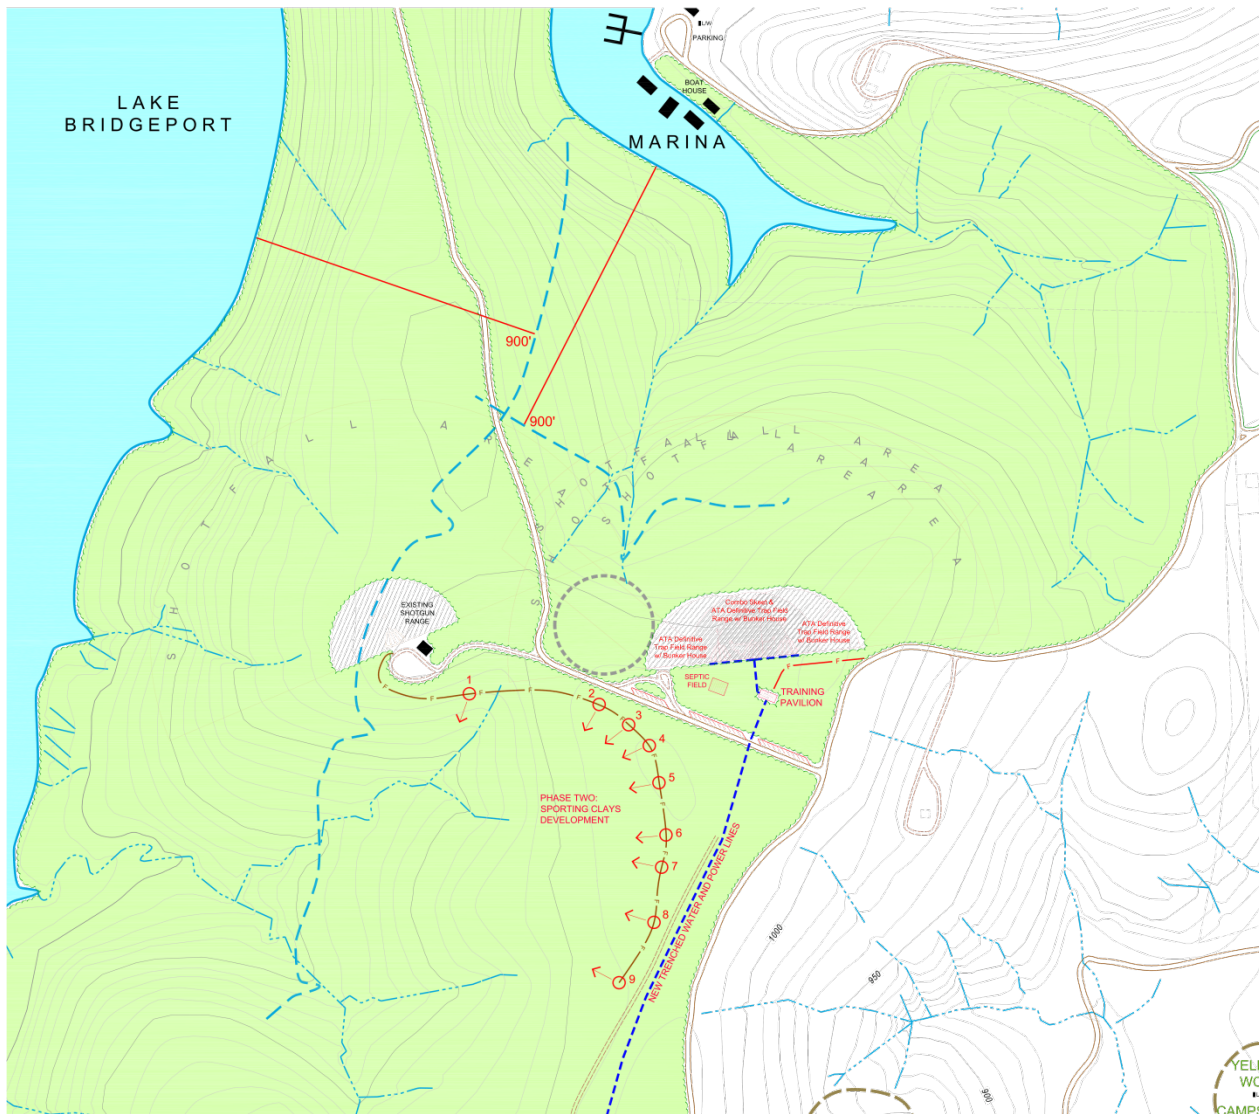 LAKE
BRIDGEPORT
L/W
PARKING
BOAT
HOUSE
MARINA
900'
900'
SHOTFALL AREA
SHOTFALL AREA
SHOTFALL AREA
EXISTING
SHOTGUN
RANGE
Combo Skeet &
ATA Definitive Trap Field
Range w/ Bunker House
ATA Definitive
Trap Field Range
w/ Bunker House
ATA Definitive
Trap Field Range
w/ Bunker House
SEPTIC
FIELD
TRAINING
PAVILION
F
F
F
F
F
F
F
F
F
F
F
1
2
3
4
5
6
7
8
9
PHASE TWO:
SPORTING CLAYS
DEVELOPMENT
NEW TRENCHED WATER AND POWER LINES
1000
950
900
YELL
WO
CAMP